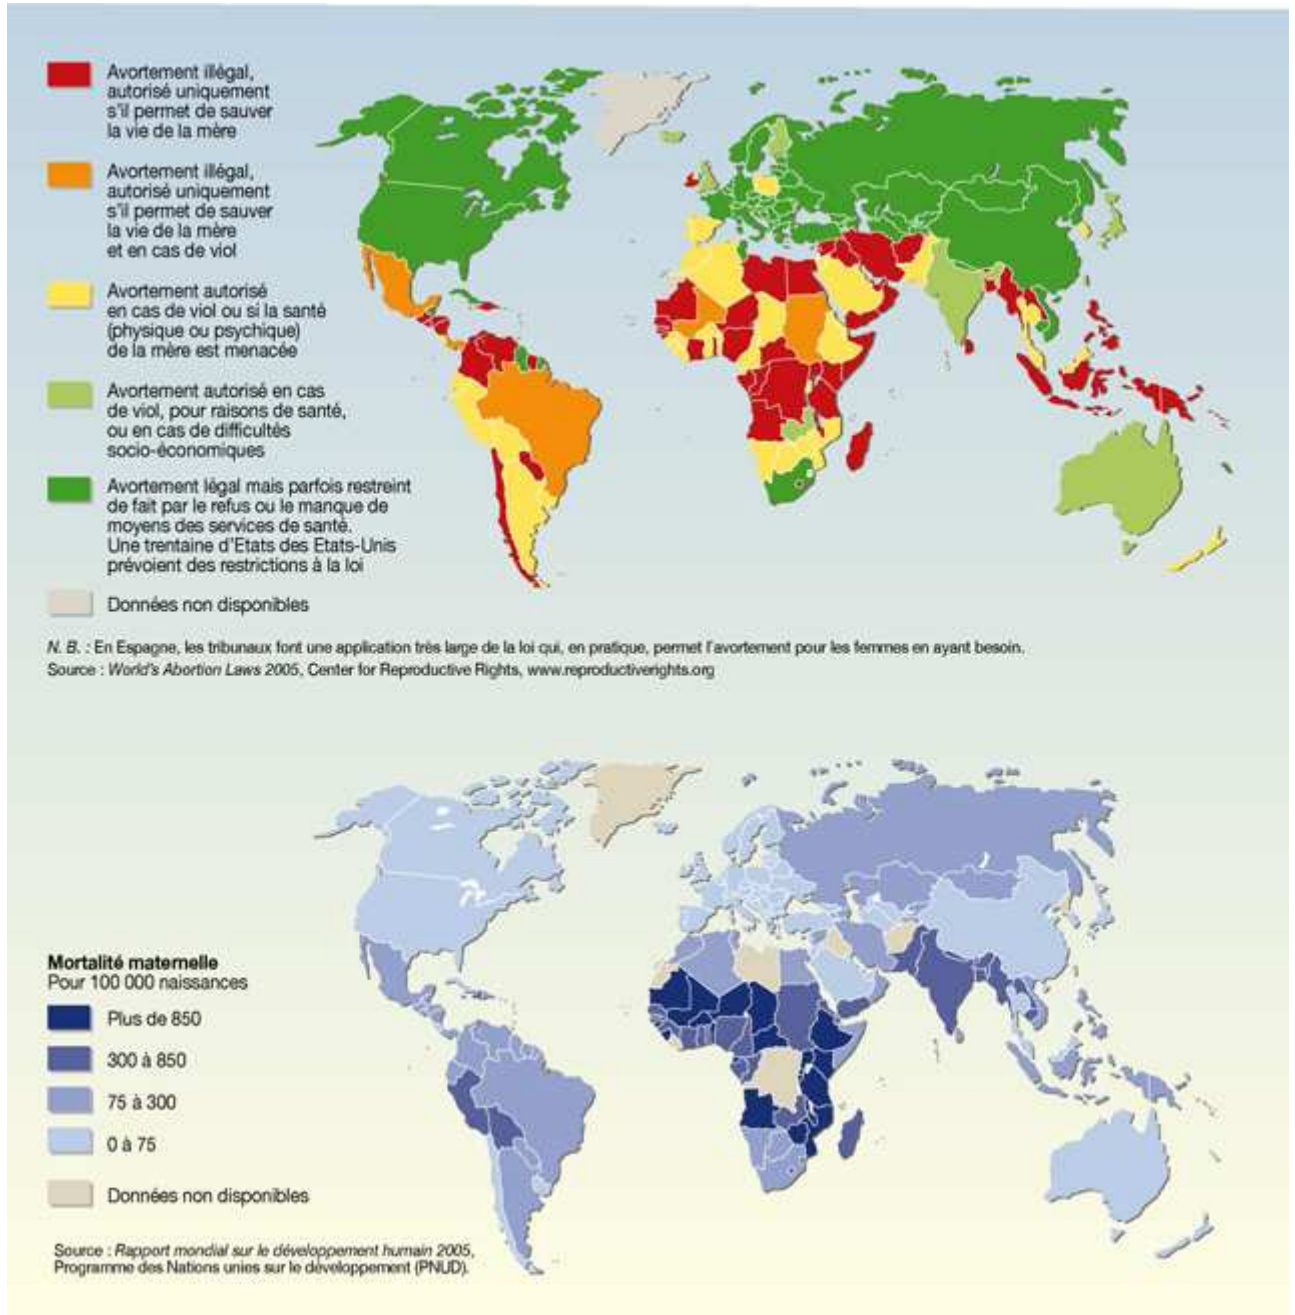 Avortement illégal,
autorisé uniquement
s'il permet de sauver
la vie de la mère
Avortement illégal,
autorisé uniquement
s'il permet de sauver
la vie de la mère
et en cas de viol
Avortement autorisé
en cas de viol ou si la santé
(physique ou psychique)
de la mère est menacée
Avortement autorisé en cas
de viol, pour raisons de santé,
ou en cas de difficultés
socio-économiques
Avortement légal mais parfois restreint
de fait par le refus ou le manque de
moyens des services de santé.
Une trentaine d'Etats des Etats-Unis
prévoient des restrictions à la loi
Données non disponibles
N. B. : En Espagne, les tribunaux font une application très large de la loi qui, en pratique, permet l'avortement pour les femmes en ayant besoin.
Source : World's Abortion Laws 2005, Center for Reproductive Rights, www.reproductiverights.org
Mortalité maternelle
Pour 100 000 naissances
Plus de 850
300 à 850
75 à 300
0 à 75
Données non disponibles
Source : Rapport mondial sur le développement humain 2005,
Programme des Nations unies sur le développement (PNUD).